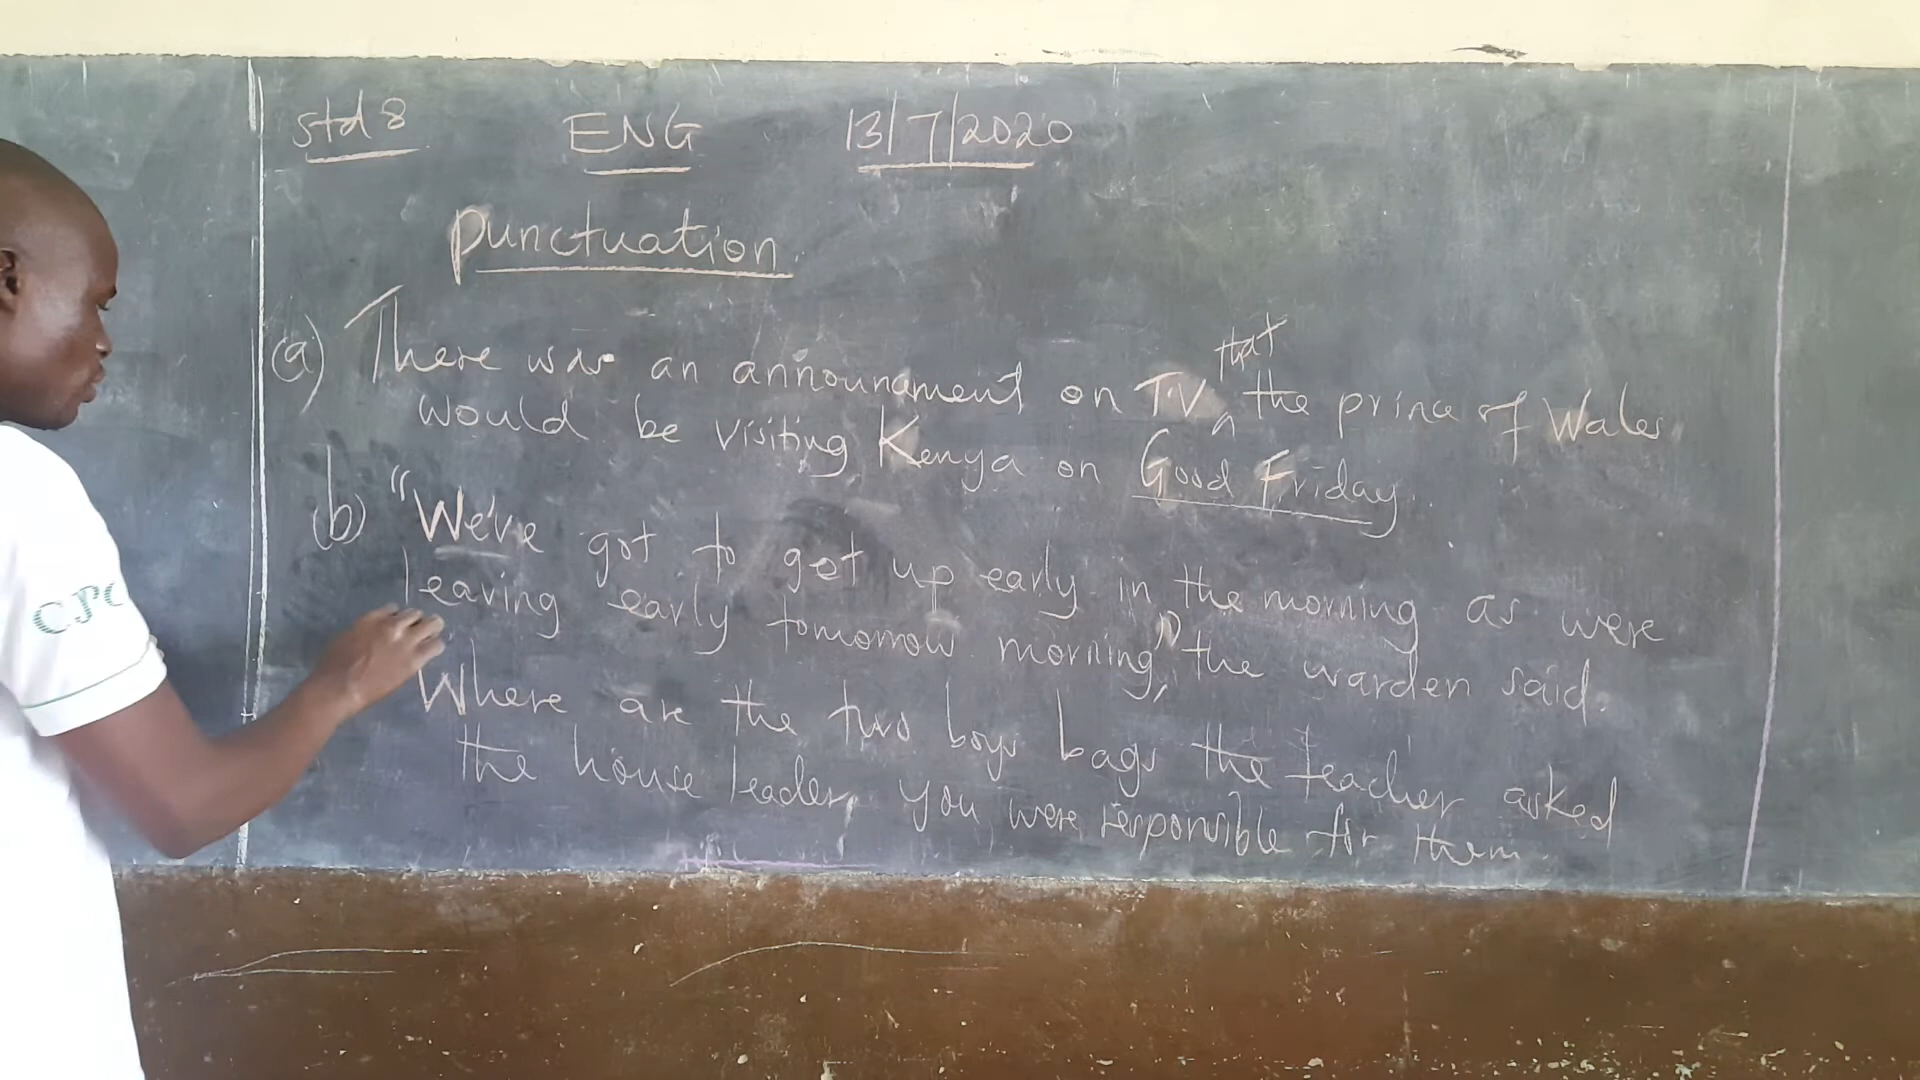 std 8 ENG 13/7/2020
Punctuation
(a) There was an announcment on TV that the prince of Wales
would be visiting Kenya on Good Friday.
(b) "We've got to get up early in the morning as were
leaving early tomorrow morning," the warden said.
Where are the two boys bags the teacher asked
the house leader, you were responsible for them.
CJPC